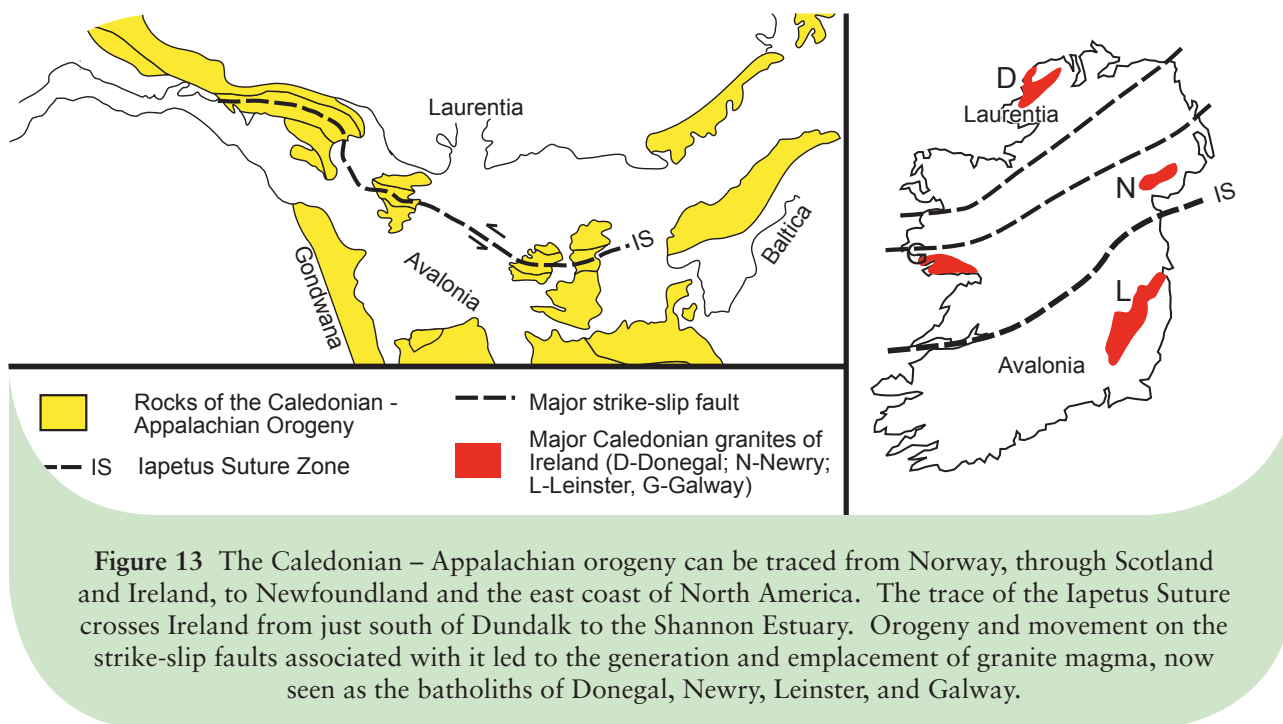 Laurentia
IS
Baltica
Avalonia
Gondwana
D
Laurentia
N
IS
G
L
Avalonia
Rocks of the Caledonian -
Appalachian Orogeny
IS Iapetus Suture Zone
Major strike-slip fault
Major Caledonian granites of
Ireland (D-Donegal; N-Newry;
L-Leinster, G-Galway)
Figure 13 The Caledonian – Appalachian orogeny can be traced from Norway, through Scotland
and Ireland, to Newfoundland and the east coast of North America. The trace of the Iapetus Suture
crosses Ireland from just south of Dundalk to the Shannon Estuary. Orogeny and movement on the
strike-slip faults associated with it led to the generation and emplacement of granite magma, now
seen as the batholiths of Donegal, Newry, Leinster, and Galway.